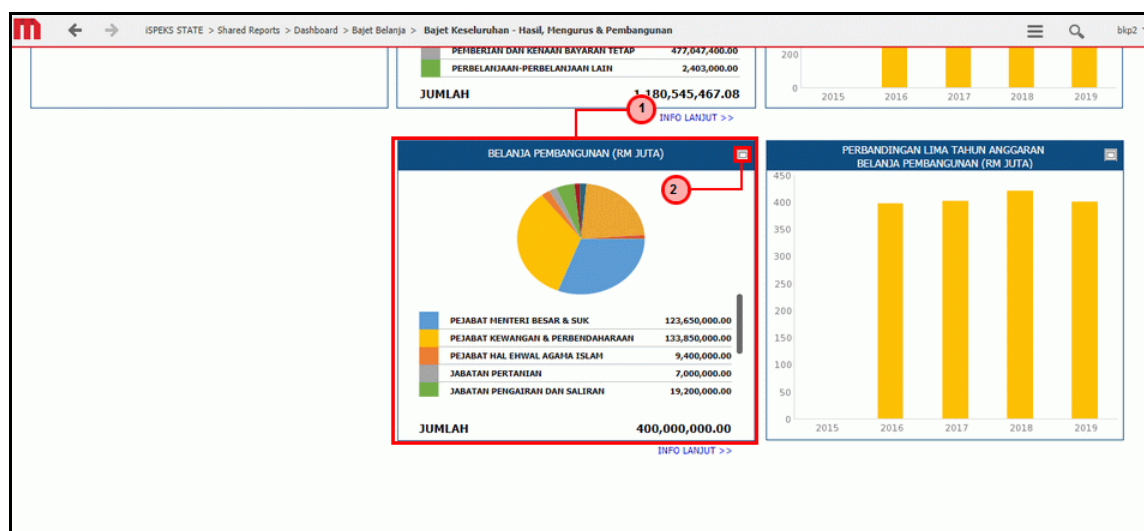 iSPEKS STATE > Shared Reports > Dashboard > Bajet Belanja > Bajet Keseluruhan - Hasil, Mengurus & Pembangunan
bkp2
PEMBERIAN DAN KENAAN BAYARAN TETAP 477,047,400.00
PERBELANJAAN-PERBELANJAAN LAIN 2,403,000.00
JUMLAH 1,180,545,467.08
INFO LANJUT >>
200
0
2015 2016 2017 2018 2019
1
BELANJA PEMBANGUNAN (RM JUTA)
2
PEJABAT MENTERI BESAR & SUK 123,650,000.00
PEJABAT KEWANGAN & PERBENDAHARAAN 133,850,000.00
PEJABAT HAL EHWAL AGAMA ISLAM 9,400,000.00
JABATAN PERTANIAN 7,000,000.00
JABATAN PENGAIRAN DAN SALIRAN 19,200,000.00
JUMLAH 400,000,000.00
INFO LANJUT >>
PERBANDINGAN LIMA TAHUN ANGGARAN
BELANJA PEMBANGUNAN (RM JUTA)
450
400
350
300
250
200
150
100
50
0
2015 2016 2017 2018 2019